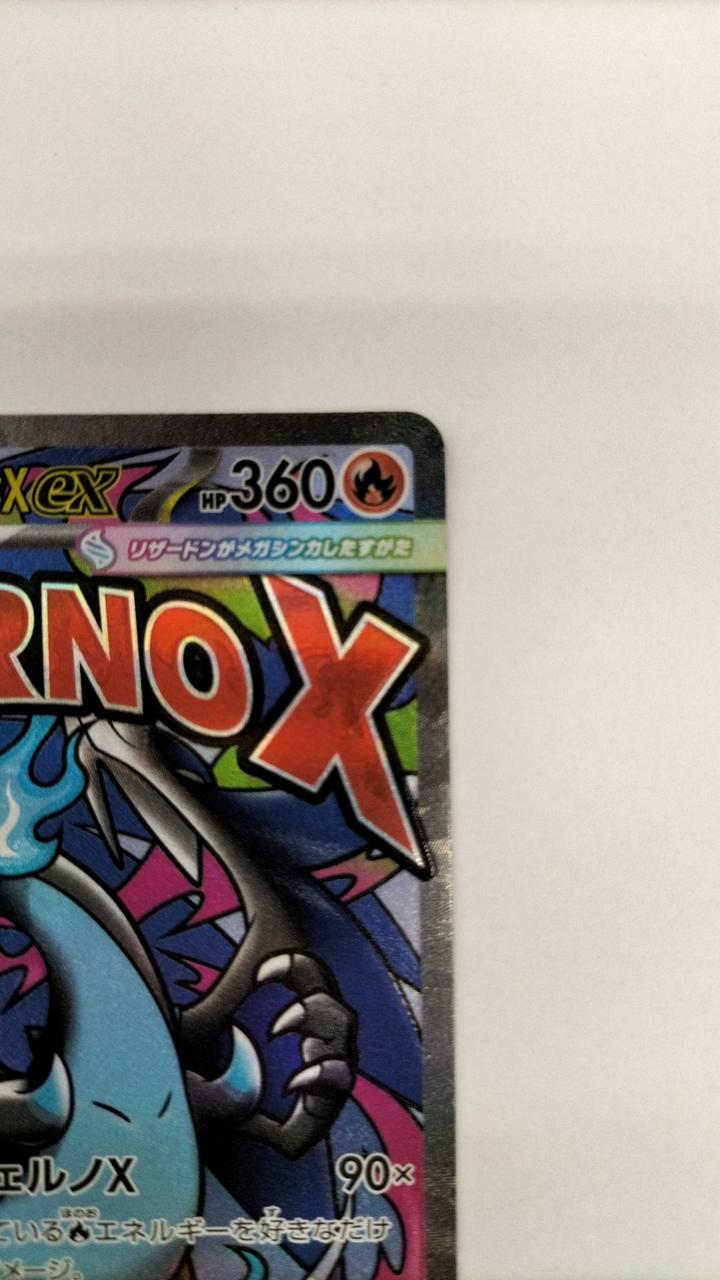 Xex HP360
リザードンがメガシンカしたすがた
RNO X
ェルノX 90×
ている エネルギーを好きなだけ
メージ。